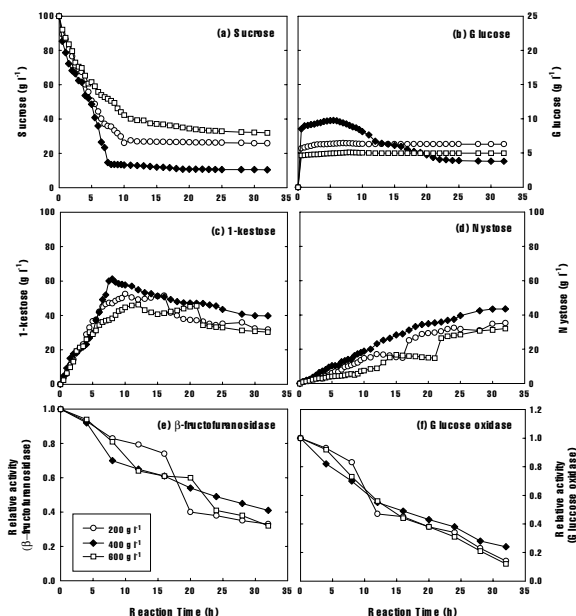 (a) Sucrose
(b) Glucose
Sucrose (g l-1)
100
80
60
40
20
0
0 5 10 15 20 25 30 35
25
20
15
10
5
0
0 5 10 15 20 25 30 35
Glucose (g l-1)
(c) 1-kestose
(d) Nystose
1-kestose (g l-1)
100
80
60
40
20
0
0 5 10 15 20 25 30 35
100
80
60
40
20
0
0 5 10 15 20 25 30 35
Nystose (g l-1)
(e) β-fructofuranosidase
(f) Glucose oxidase
Relative activity
(β-fructofuranosidase)
1.0
0.8
0.6
0.4
0.2
0.0
200 g l-1
400 g l-1
600 g l-1
0 5 10 15 20 25 30 35
1.2
1.0
0.8
0.6
0.4
0.2
0.0
0 5 10 15 20 25 30 35
Relative activity
(Gluccose oxidase)
Reaction Time (h)
Reaction Time (h)